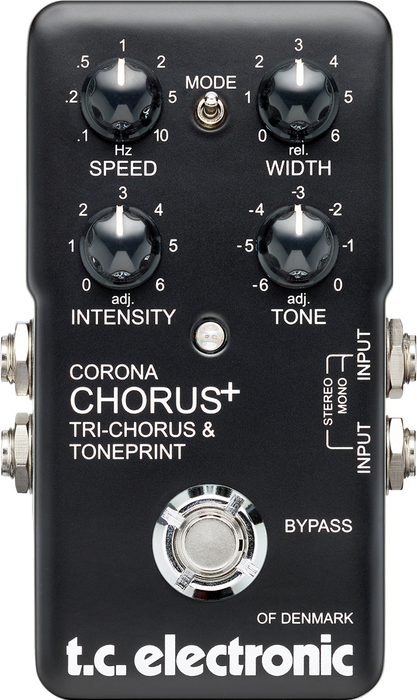 .5 1 2
.2 5
.1 10
Hz
SPEED
MODE
2 3 4
1 5
0 6
rel.
WIDTH
2 3 4
1 5
0 6
adj.
INTENSITY
-4 -3 -2
-5 -1
-6 0
adj.
TONE
CORONA
CHORUS+
TRI-CHORUS &
TONEPRINT
INPUT
STEREO
MONO
INPUT
BYPASS
OF DENMARK
t.c. electronic